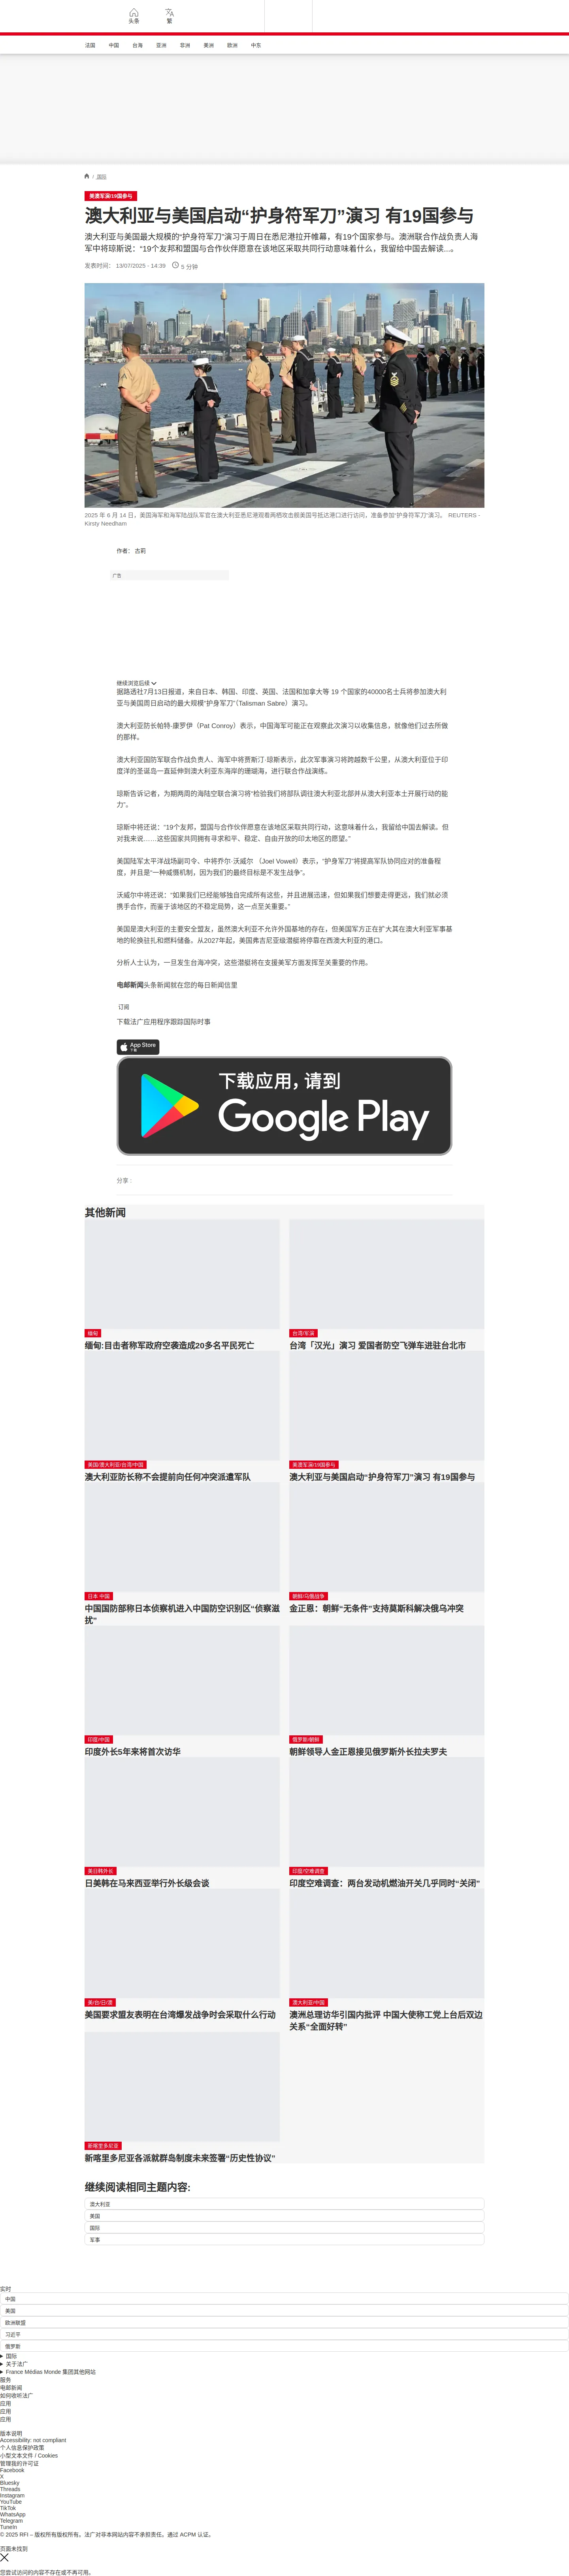 头条
繁
法国 中国 台海 亚洲 非洲 美洲 欧洲 中东
/ 国际
美澳军演/19国参与
澳大利亚与美国启动“护身符军刀”演习 有19国参与
澳大利亚与美国最大规模的“护身符军刀”演习于周日在悉尼港拉开帷幕，有19个国家参与。澳洲联合作战负责人海
军中将琼斯说：“19个友邦和盟国与合作伙伴愿意在该地区采取共同行动意味着什么，我留给中国去解读...。
发表时间： 13/07/2025 - 14:39 5 分钟
2025 年 6 月 14 日，美国海军和海军陆战队军官在澳大利亚悉尼港观看两栖攻击舰美国号抵达港口进行访问，准备参加“护身符军刀”演习。 REUTERS -
Kirsty Needham
作者： 古莉
广告
继续浏览后续
据路透社7月13日报道，来自日本、韩国、印度、英国、法国和加拿大等 19 个国家的40000名士兵将参加澳大利
亚与美国周日启动的最大规模“护身军刀”（Talisman Sabre）演习。
澳大利亚防长帕特-康罗伊（Pat Conroy）表示，中国海军可能正在观察此次演习以收集信息，就像他们过去所做
的那样。
澳大利亚国防军联合作战负责人、海军中将贾斯汀·琼斯表示，此次军事演习将跨越数千公里，从澳大利亚位于印
度洋的圣诞岛一直延伸到澳大利亚东海岸的珊瑚海，进行联合作战演练。
琼斯告诉记者，为期两周的海陆空联合演习将“检验我们将部队调往澳大利亚北部并从澳大利亚本土开展行动的能
力”。
琼斯中将还说：“19个友邦，盟国与合作伙伴愿意在该地区采取共同行动，这意味着什么，我留给中国去解读。但
对我来说……这些国家共同拥有寻求和平、稳定、自由开放的印太地区的愿望。”
美国陆军太平洋战场副司令、中将乔尔·沃威尔 （Joel Vowell）表示，“护身军刀”将提高军队协同应对的准备程
度，并且是“一种威慑机制，因为我们的最终目标是不发生战争”。
沃威尔中将还说：“如果我们已经能够独自完成所有这些，并且进展迅速，但如果我们想要走得更远，我们就必须
携手合作，而鉴于该地区的不稳定局势，这一点至关重要。”
美国是澳大利亚的主要安全盟友，虽然澳大利亚不允许外国基地的存在，但美国军方正在扩大其在澳大利亚军事基
地的轮换驻扎和燃料储备。从2027年起，美国弗吉尼亚级潜艇将停靠在西澳大利亚的港口。
分析人士认为，一旦发生台海冲突，这些潜艇将在支援美军方面发挥至关重要的作用。
电邮新闻头条新闻就在您的每日新闻信里
订阅
下载法广应用程序跟踪国际时事
App Store
下载
下载应用，请到
Google Play
分享 :
其他新闻
缅甸
缅甸:目击者称军政府空袭造成20多名平民死亡
台湾/军演
台湾「汉光」演习 爱国者防空飞弹车进驻台北市
美国/澳大利亚/台湾/中国
澳大利亚防长称不会提前向任何冲突派遣军队
美澳军演/19国参与
澳大利亚与美国启动“护身符军刀”演习 有19国参与
日本 中国
中国国防部称日本侦察机进入中国防空识别区“侦察滋
扰”
朝鲜/乌俄战争
金正恩：朝鲜“无条件”支持莫斯科解决俄乌冲突
印度/中国
印度外长5年来将首次访华
俄罗斯/朝鲜
朝鲜领导人金正恩接见俄罗斯外长拉夫罗夫
美日韩外长
日美韩在马来西亚举行外长级会谈
印度/空难调查
印度空难调查：两台发动机燃油开关几乎同时“关闭”
美/台/日/澳
美国要求盟友表明在台湾爆发战争时会采取什么行动
澳大利亚/中国
澳洲总理访华引国内批评 中国大使称工党上台后双边
关系“全面好转”
新喀里多尼亚
新喀里多尼亚各派就群岛制度未来签署“历史性协议”
继续阅读相同主题内容:
澳大利亚
美国
国际
军事
实时
中国
美国
欧洲联盟
习近平
俄罗斯
国际
关于法广
France Médias Monde 集团其他网站
服务
电邮新闻
如何收听法广
应用
应用
应用
版本说明
Accessibility: not compliant
个人信息保护政策
小型文本文件 / Cookies
管理我的许可证
Facebook
X
Bluesky
Threads
Instagram
YouTube
TikTok
WhatsApp
Telegram
TuneIn
© 2025 RFI – 版权所有版权所有。法广对非本网站内容不承担责任。通过 ACPM 认证。
页面未找到
您尝试访问的内容不存在或不再可用。